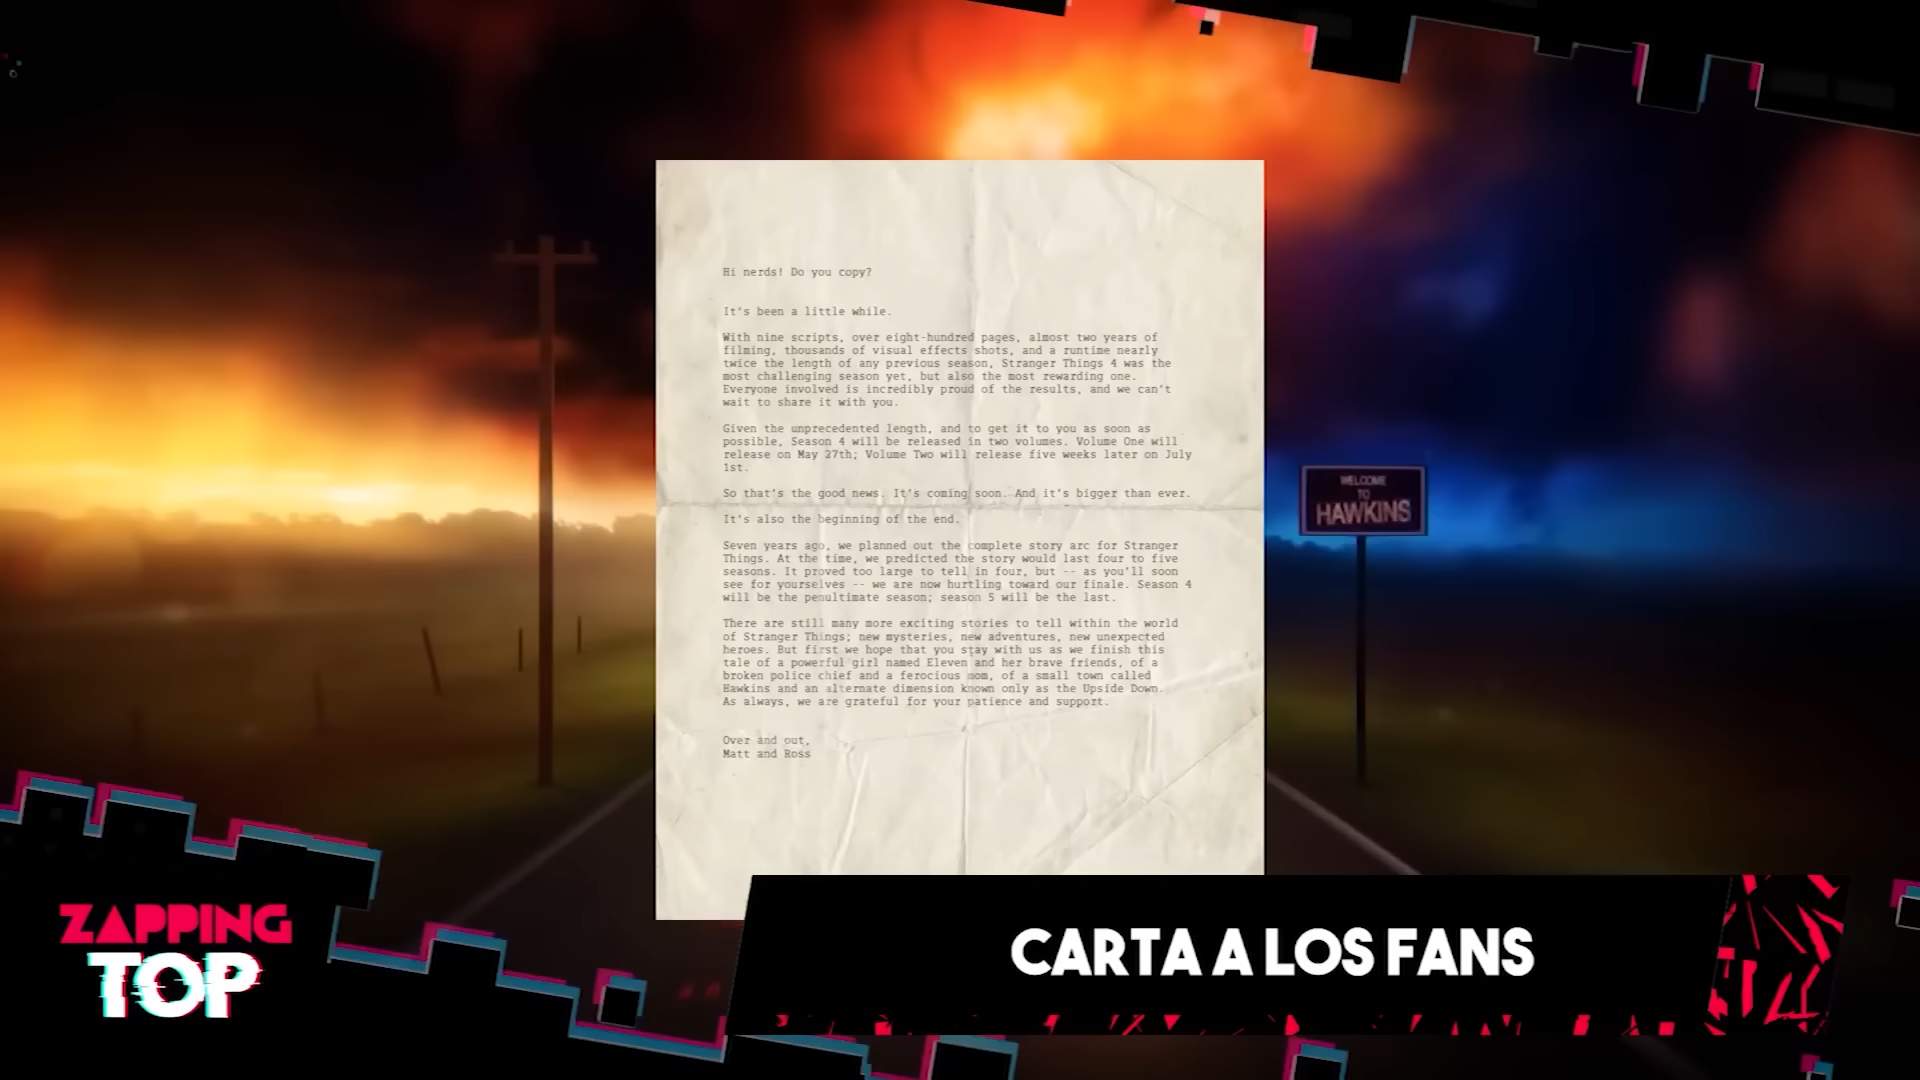 Hi nerds! Do you copy?
It's been a little while.
With nine scripts, over eight-hundred pages, almost two years of
filming, thousands of visual effects shots, and a runtime nearly
twice the length of any previous season, Stranger Things 4 was the
most challenging season yet, but also the most rewarding one.
Everyone involved is incredibly proud of the results, and we can't
wait to share it with you.
Given the unprecedented length, and to get it to you as soon as
possible, Season 4 will be released in two volumes. Volume One will
release on May 27th; Volume Two will release five weeks later on July
1st.
So that's the good news. It's coming soon. And it's bigger than ever.
It's also the beginning of the end.
Seven years ago, we planned out the complete story arc for Stranger
Things. At the time, we predicted the story would last four to five
seasons. It proved too large to tell in four, but -- as you'll soon
see for yourselves -- we are now hurtling toward our finale. Season 4
will be the penultimate season; season 5 will be the last.
There are still many more exciting stories to tell within the world
of Stranger Things; new mysteries, new adventures, new unexpected
heroes. But first we hope that you stay with us as we finish this
tale of a powerful girl named Eleven and her brave friends, of a
broken police chief and a ferocious mom, of a small town called
Hawkins and an alternate dimension known only as the Upside Down.
As always, we are grateful for your patience and support.
Over and out,
Matt and Ross
WELCOME
TO
HAWKINS
ZAPPING
TOP
CARTA A LOS FANS